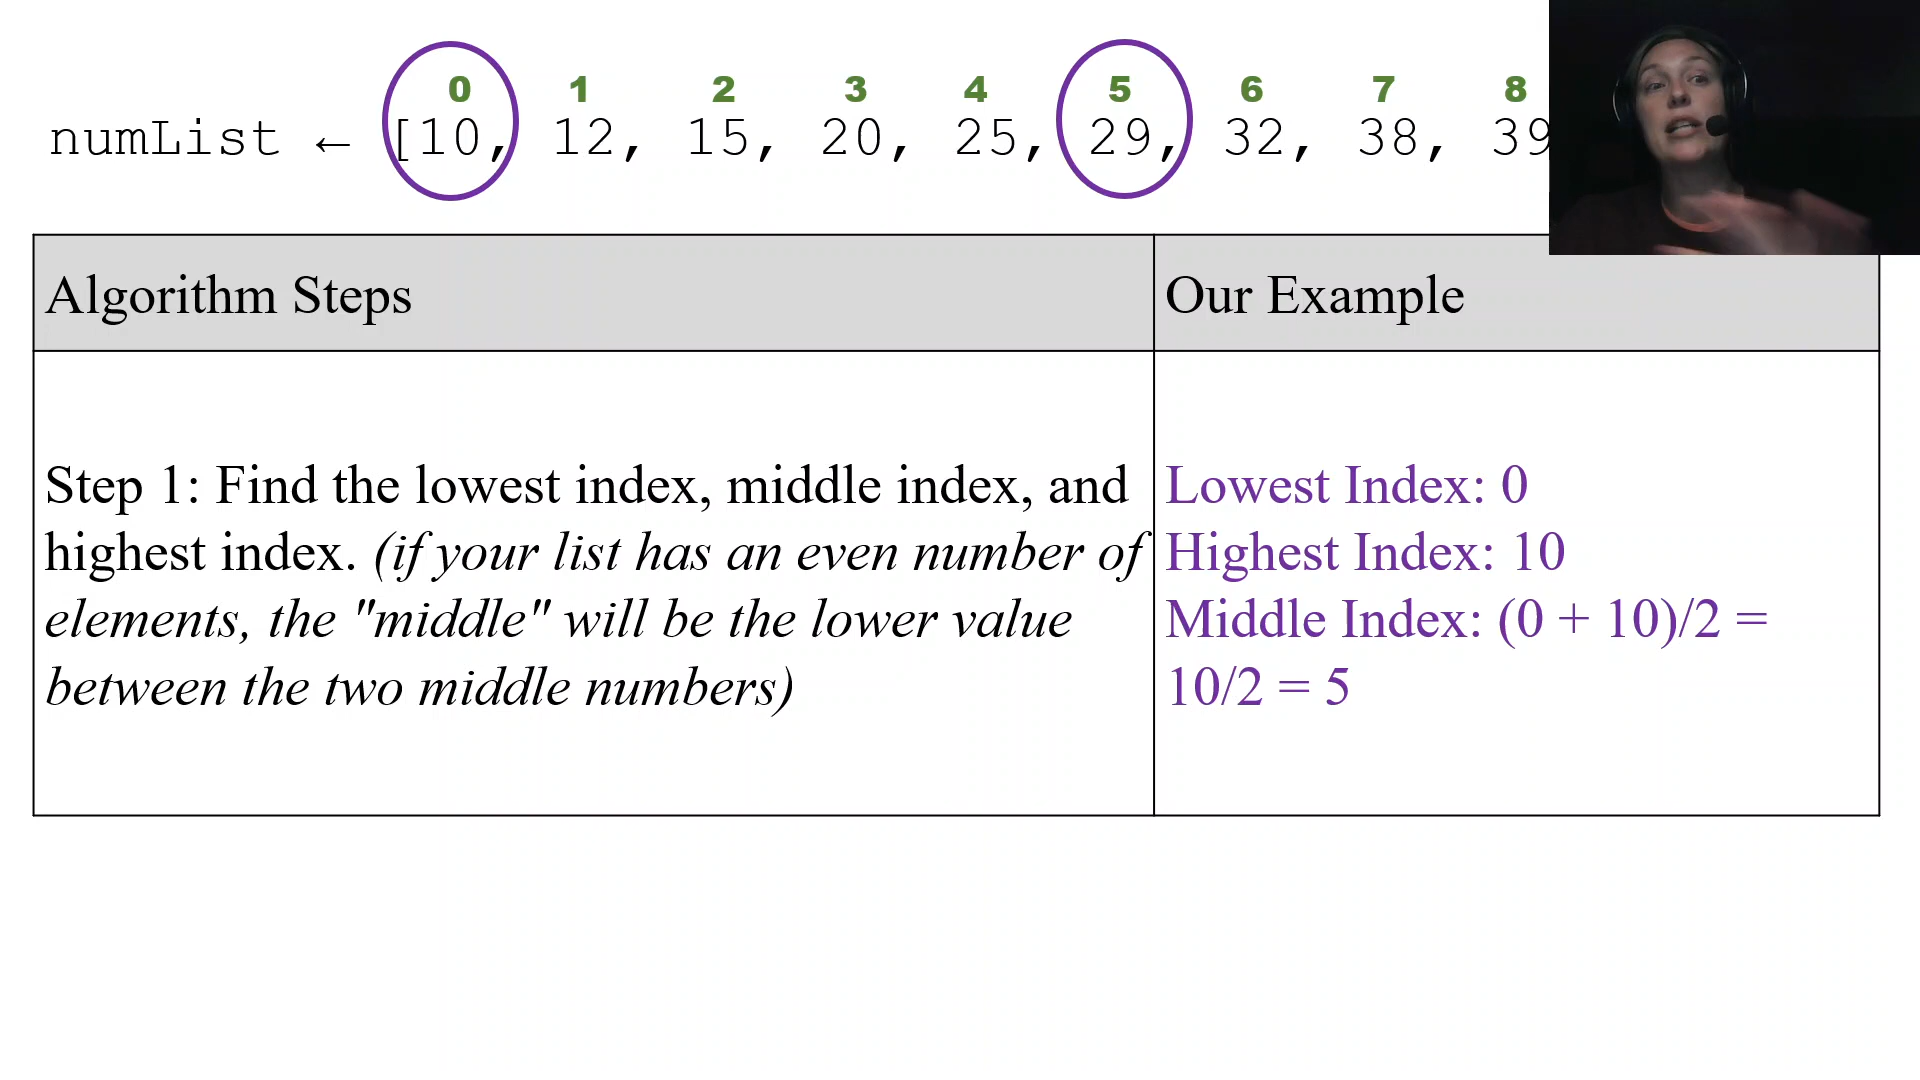 0 1 2 3 4 5 6 7 8
numList ← [10, 12, 15, 20, 25, 29, 32, 38, 39
Algorithm Steps
Our Example
Step 1: Find the lowest index, middle index, and
highest index. (if your list has an even number of
elements, the "middle" will be the lower value
between the two middle numbers)
Lowest Index: 0
Highest Index: 10
Middle Index: (0 + 10)/2 =
10/2 = 5